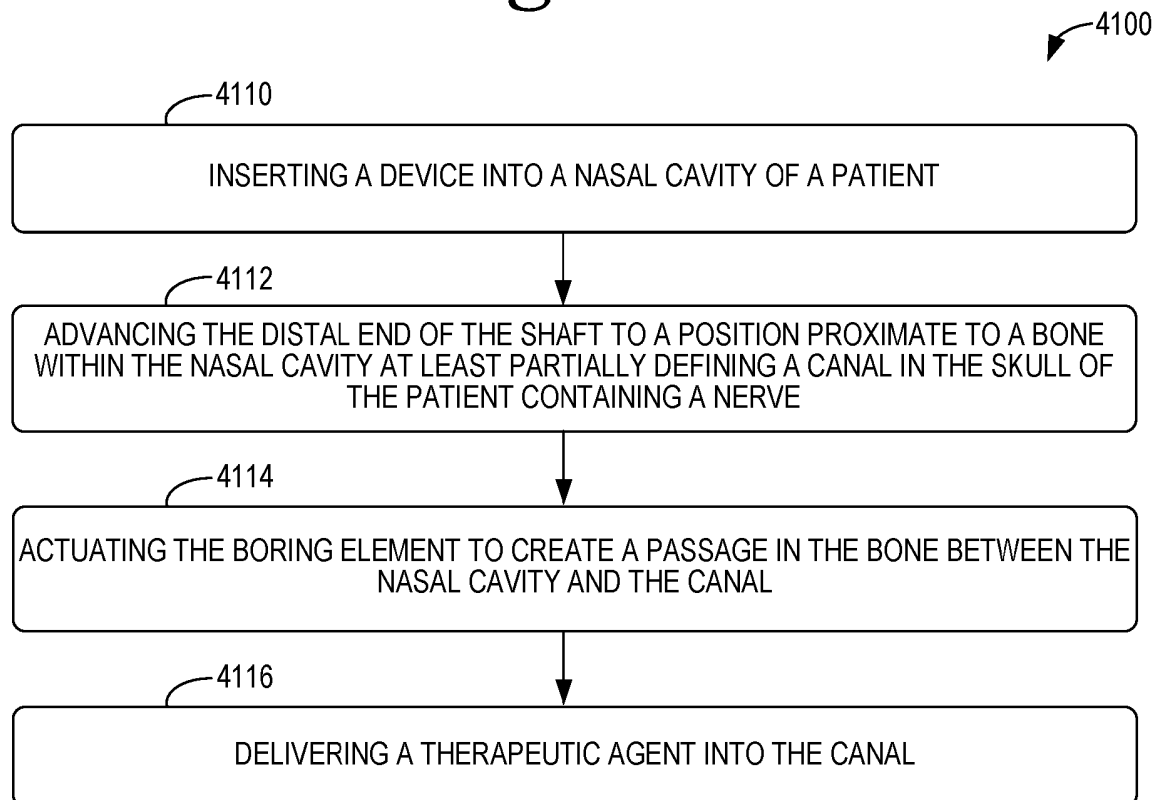 4100
4110
INSERTING A DEVICE INTO A NASAL CAVITY OF A PATIENT
4112
ADVANCING THE DISTAL END OF THE SHAFT TO A POSITION PROXIMATE TO A BONE
WITHIN THE NASAL CAVITY AT LEAST PARTIALLY DEFINING A CANAL IN THE SKULL OF
THE PATIENT CONTAINING A NERVE
4114
ACTUATING THE BORING ELEMENT TO CREATE A PASSAGE IN THE BONE BETWEEN THE
NASAL CAVITY AND THE CANAL
4116
DELIVERING A THERAPEUTIC AGENT INTO THE CANAL